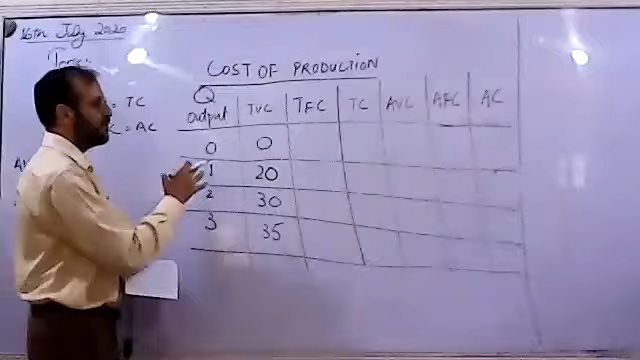 16th July 2020
COST OF PRODUCTION
Q
Output TVC TFC TC AVC AFC AC
= TC
= AC
0 0
1 20
2 30
3 35